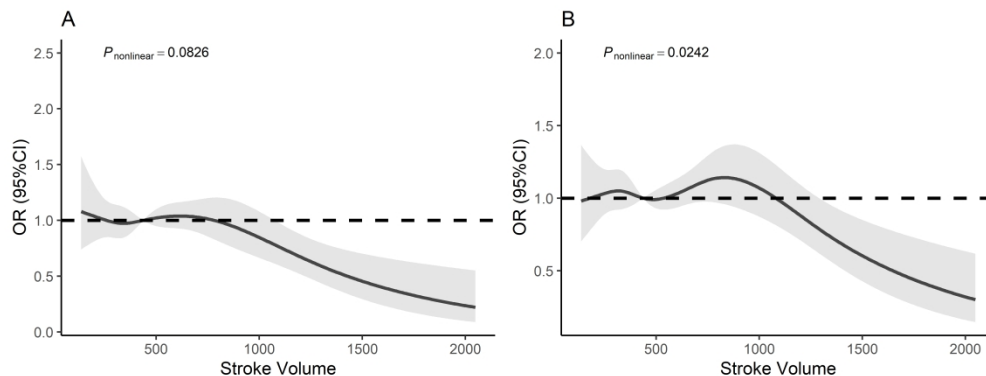 A
P nonlinear = 0.0826
OR (95%CI)
2.5
2.0
1.5
1.0
0.5
0.0
500
1000
1500
2000
Stroke Volume
B
P nonlinear = 0.0242
OR (95%CI)
2.0
1.5
1.0
0.5
500
1000
1500
2000
Stroke Volume